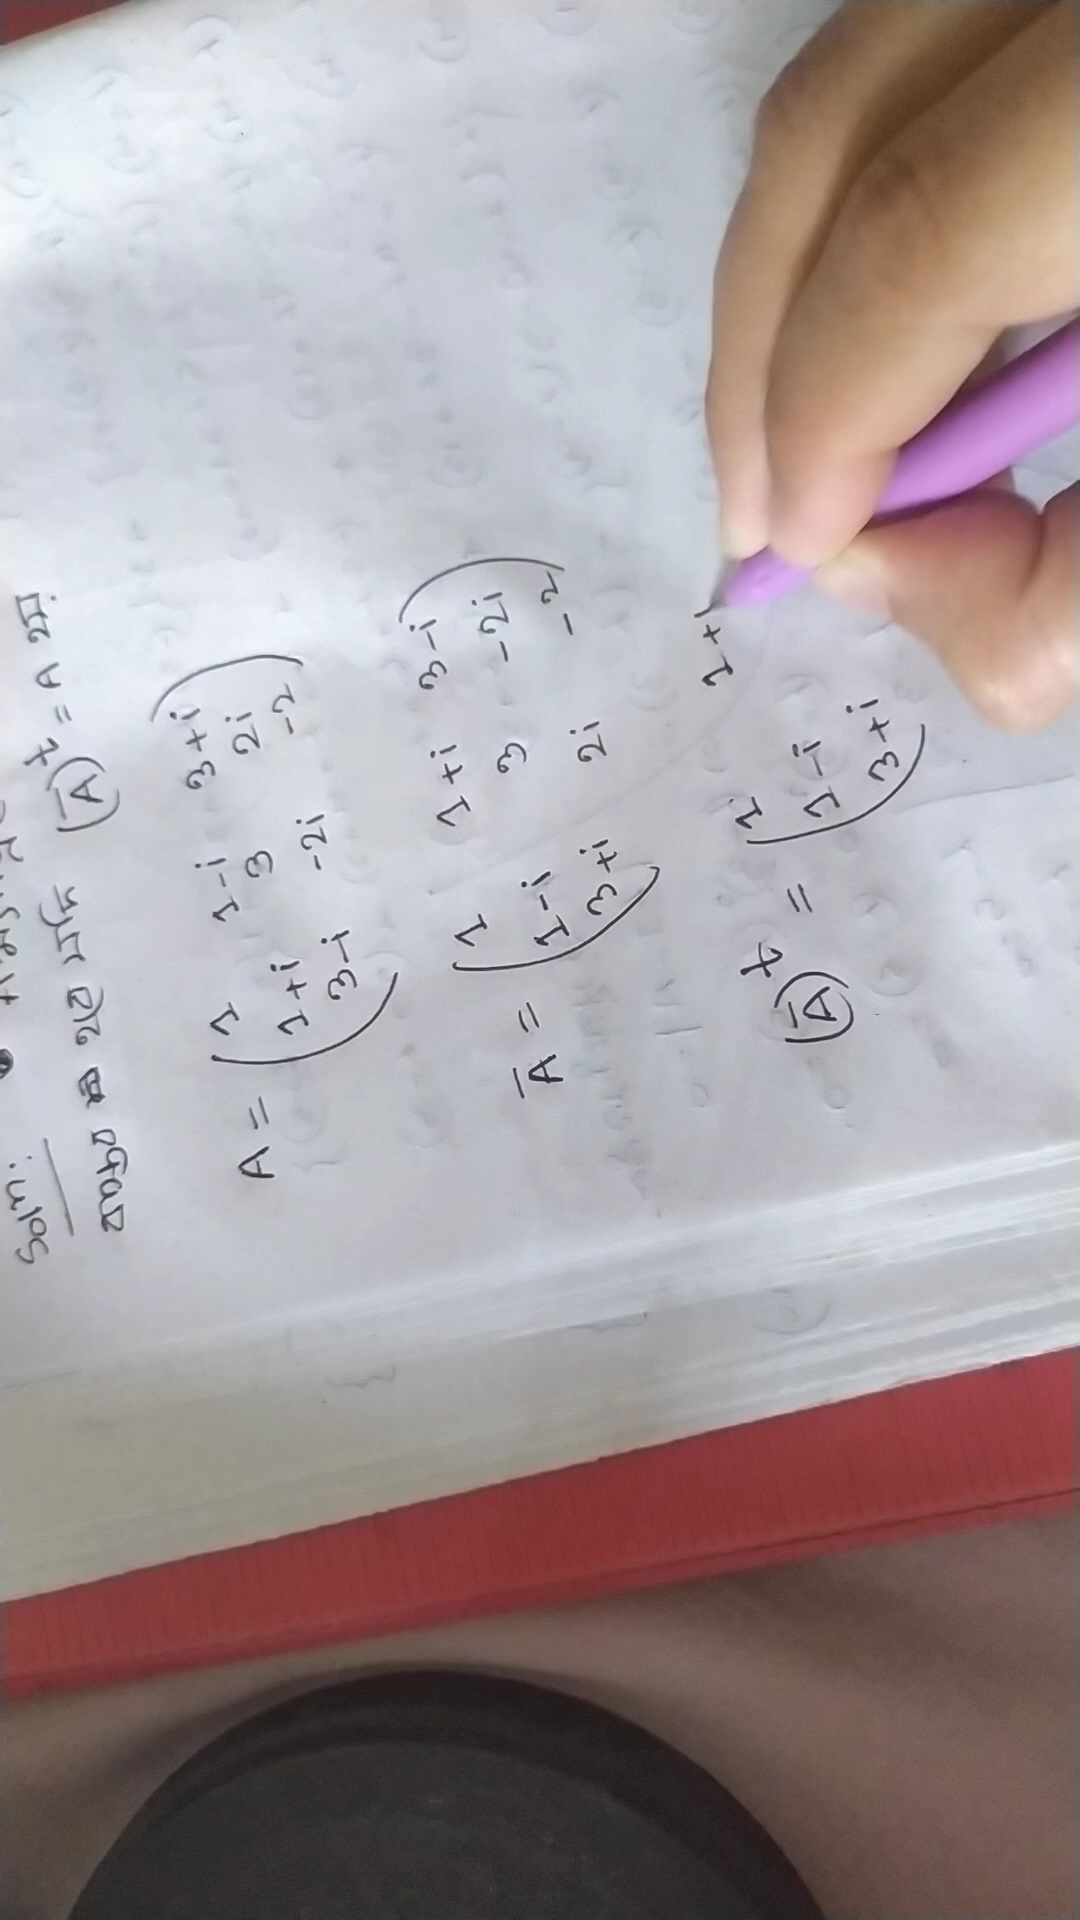 Soln:
হবে যদি (A̅)ᵗ = A হয়।
A = ( 1 1-i 3+i
1+i 3 2i
3-i -2i -2 )
A̅ = ( 1 1+i 3-i
1-i 3 -2i
3+i 2i -2 )
(A̅)ᵗ = ( 1 1+i
1-i
3+i